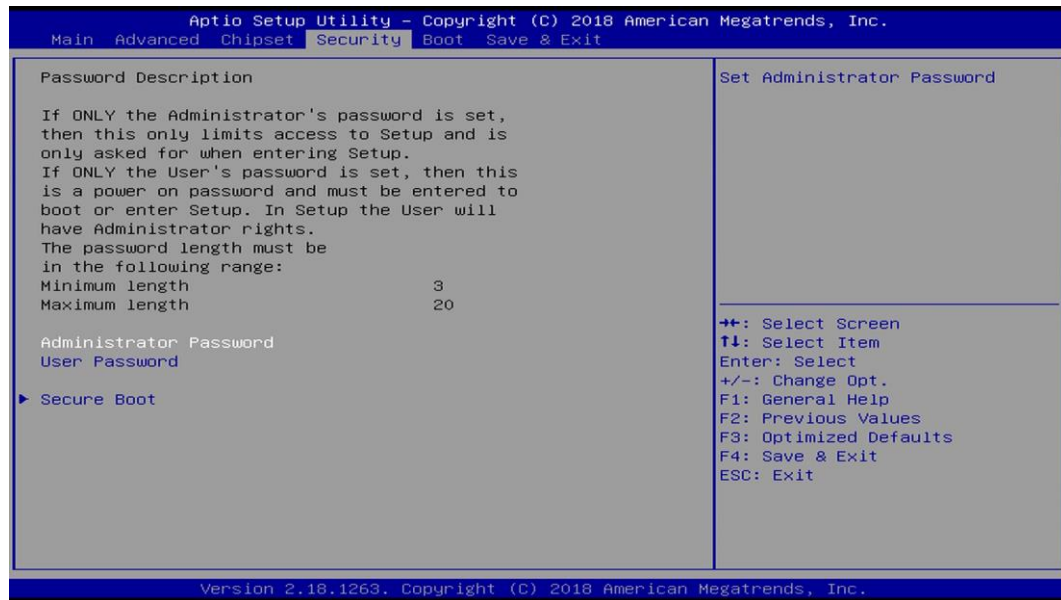 Aptio Setup Utility – Copyright (C) 2018 American Megatrends, Inc.
Main Advanced Chipset Security Boot Save & Exit
Password Description
If ONLY the Administrator's password is set,
then this only limits access to Setup and is
only asked for when entering Setup.
If ONLY the User's password is set, then this
is a power on password and must be entered to
boot or enter Setup. In Setup the User will
have Administrator rights.
The password length must be
in the following range:
Minimum length 3
Maximum length 20
Administrator Password
User Password
► Secure Boot
Set Administrator Password
→←: Select Screen
↑↓: Select Item
Enter: Select
+/-: Change Opt.
F1: General Help
F2: Previous Values
F3: Optimized Defaults
F4: Save & Exit
ESC: Exit
Version 2.18.1263. Copyright (C) 2018 American Megatrends, Inc.